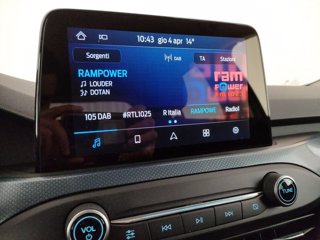 10:43 gio 4 apr 14°
Sorgenti DAB TA Stazioni
RAMPOWER
LOUDER
DOTAN
ram
POWER
105 DAB #RTL1025 R Italia RAMPOWE Radio1
VOL
TUNE